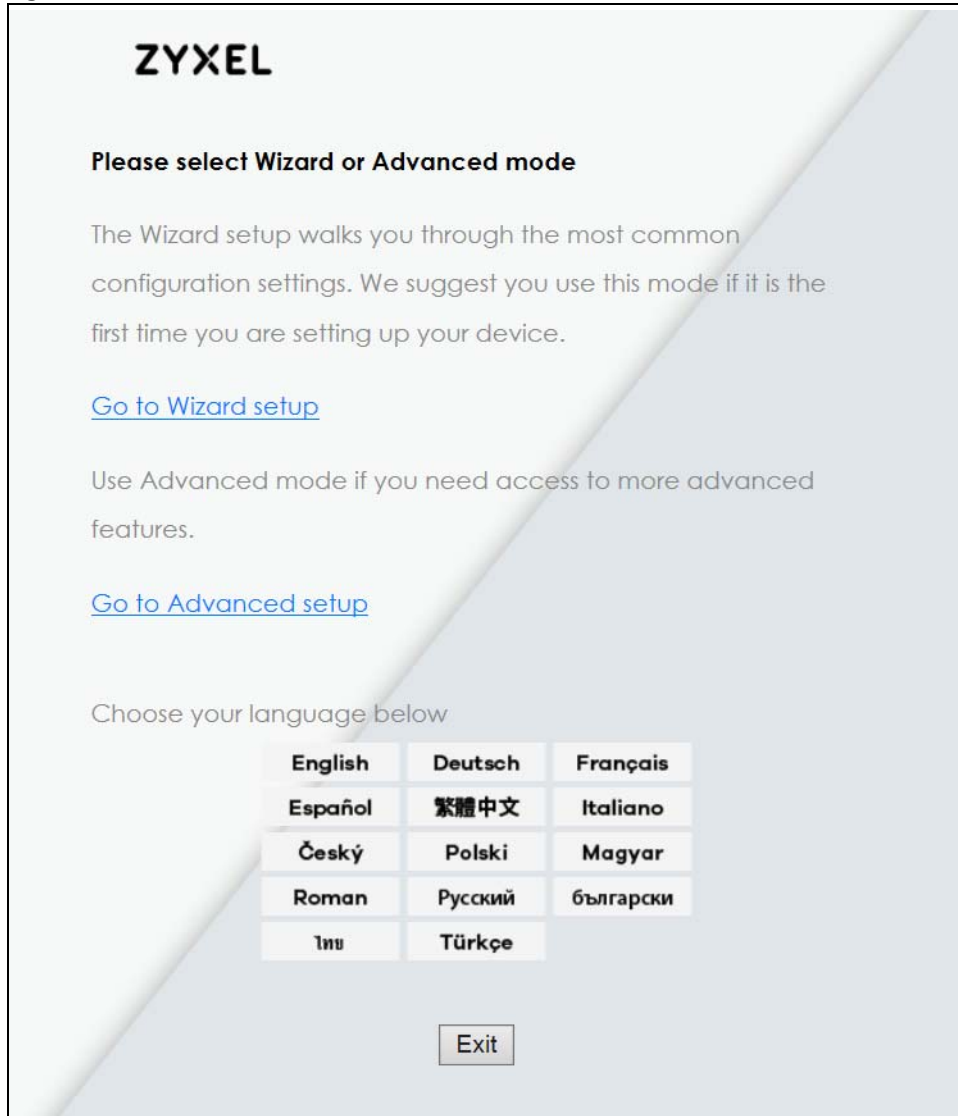 ZYXEL
Please select Wizard or Advanced mode
The Wizard setup walks you through the most common
configuration settings. We suggest you use this mode if it is the
first time you are setting up your device.
Go to Wizard setup
Use Advanced mode if you need access to more advanced
features.
Go to Advanced setup
Choose your language below
English Deutsch Français
Español 繁體中文 Italiano
Český Polski Magyar
Roman Русский български
ไทย Türkçe
Exit